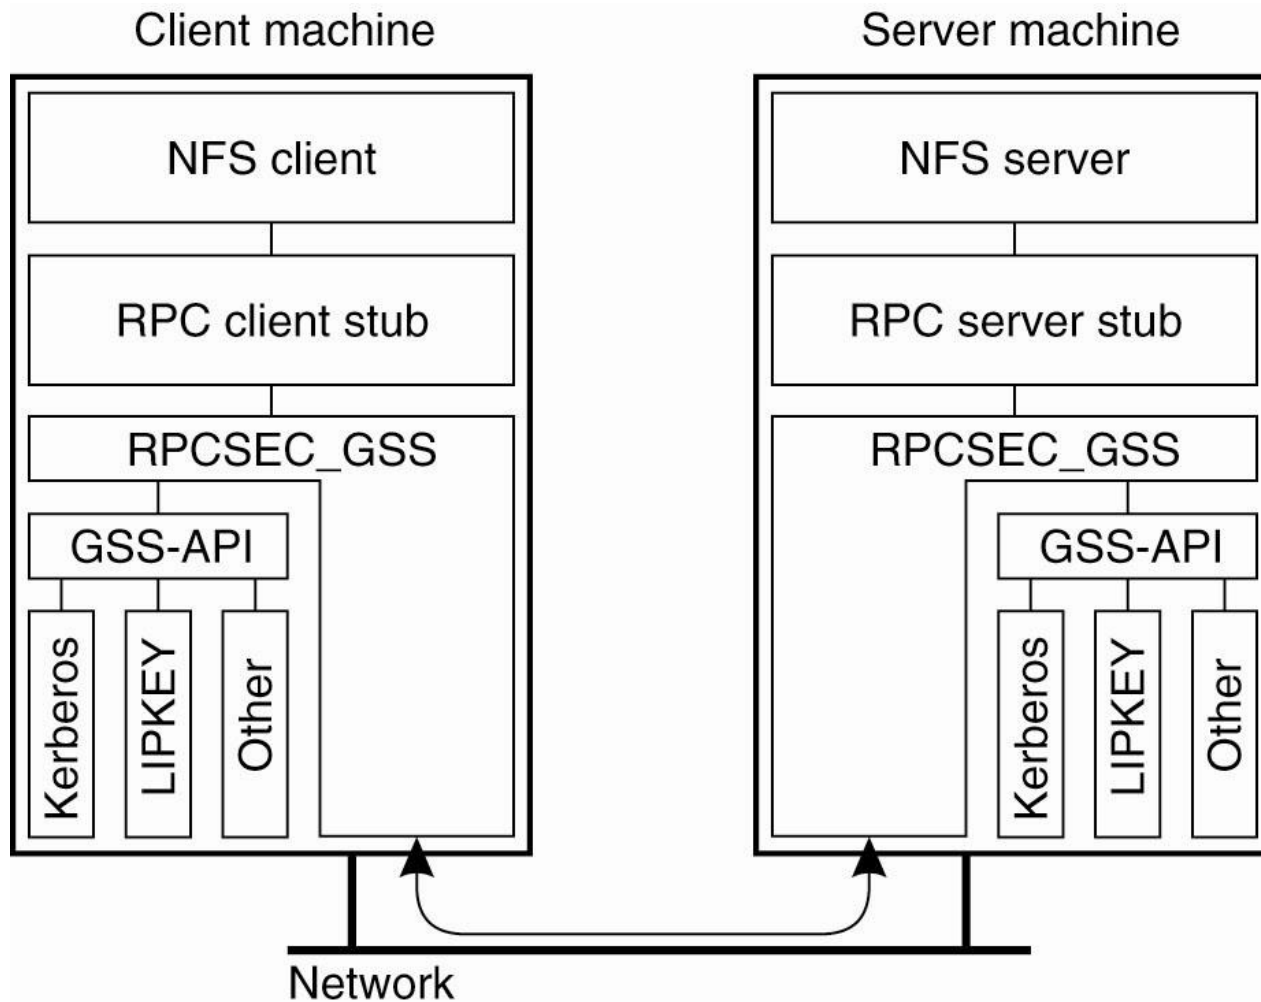 Client machine
Server machine
NFS client
NFS server
RPC client stub
RPC server stub
RPCSEC_GSS
RPCSEC_GSS
GSS-API
GSS-API
Kerberos
LIPKEY
Other
Kerberos
LIPKEY
Other
Network